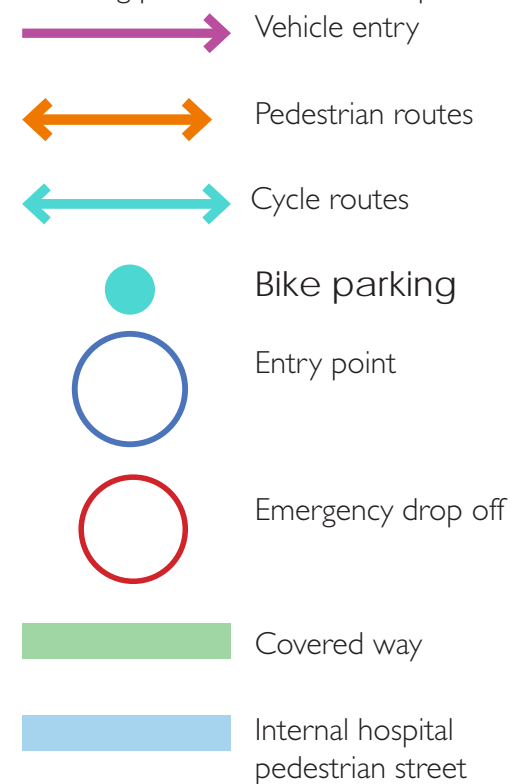 Vehicle entry
Pedestrian routes
Cycle routes
Bike parking
Entry point
Emergency drop off
Covered way
Internal hospital
pedestrian street